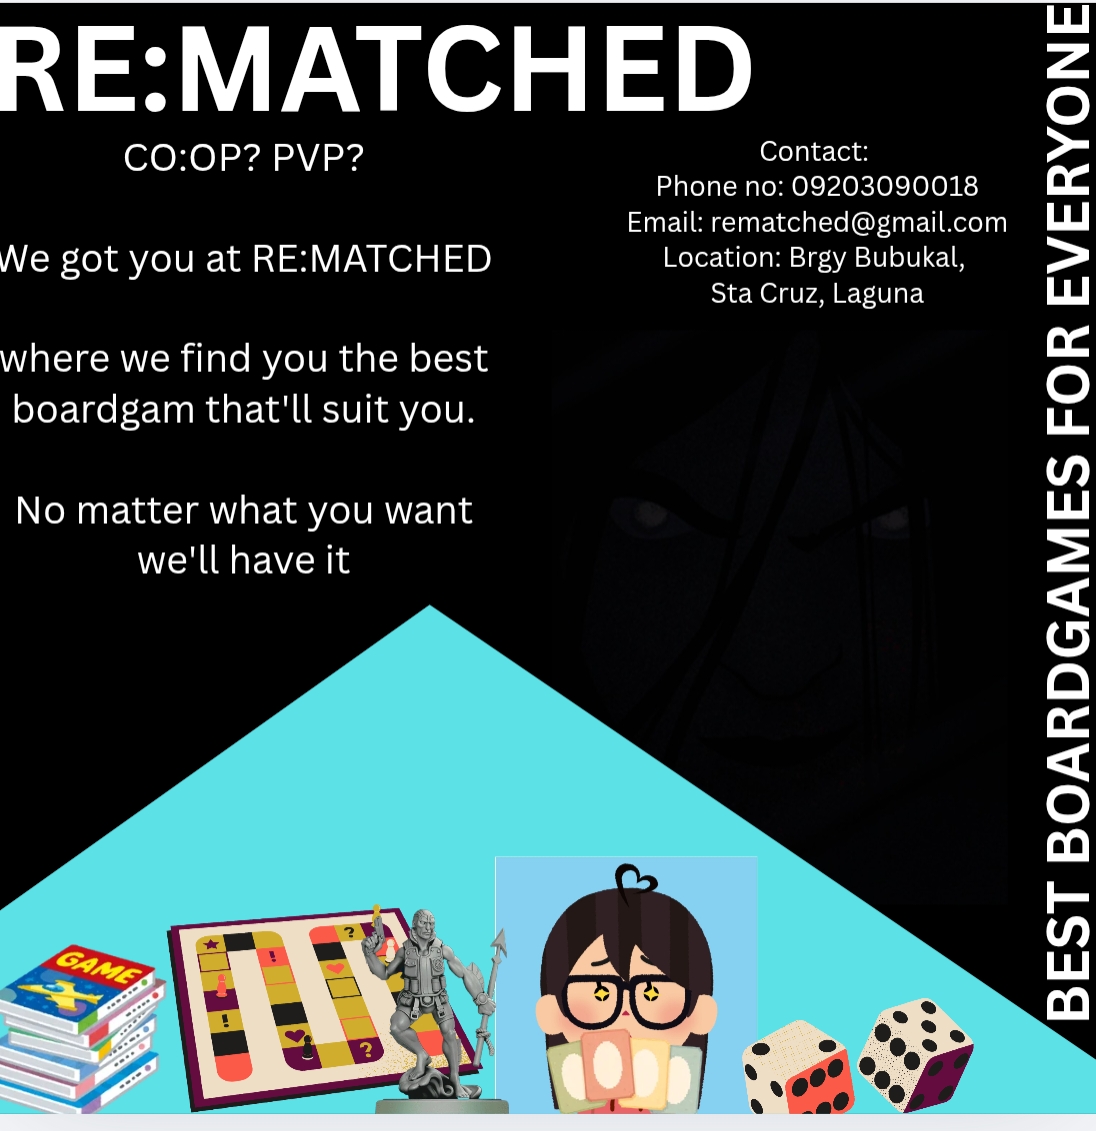 RE:MATCHED
CO:OP? PVP?
We got you at RE:MATCHED
where we find you the best
boardgam that'll suit you.
No matter what you want
we'll have it
Contact:
Phone no: 09203090018
Email: rematched@gmail.com
Location: Brgy Bubukal,
Sta Cruz, Laguna
BEST BOARDGAMES FOR EVERYONE
GAME
?
!
!
?